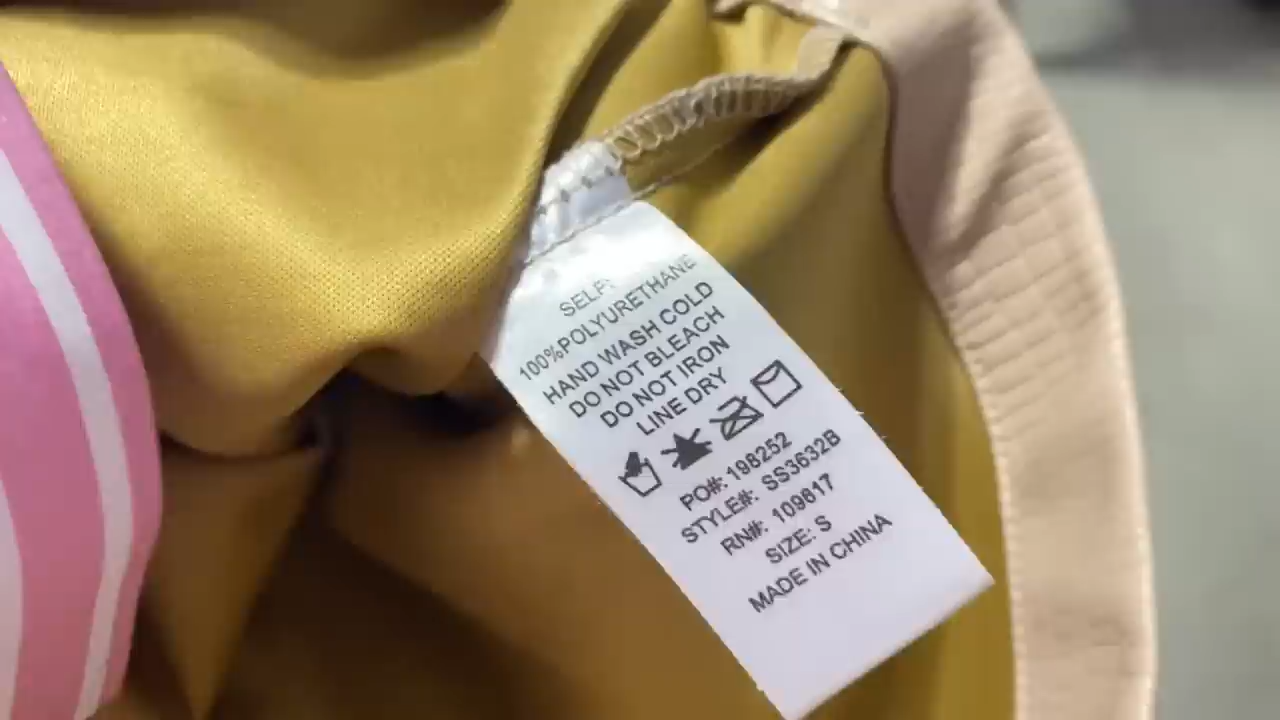 SELF:
100%POLYURETHANE
HAND WASH COLD
DO NOT BLEACH
DO NOT IRON
LINE DRY
PO#: 198252
STYLE#: SS3632B
RN#: 109817
SIZE: S
MADE IN CHINA